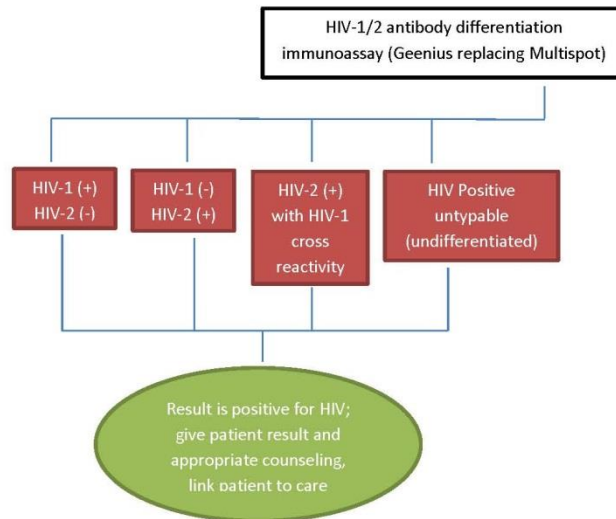 HIV-1/2 antibody differentiation
immunoassay (Geenius replacing Multispot)
HIV-1 (+)
HIV-2 (-)
HIV-1 (-)
HIV-2 (+)
HIV-2 (+)
with HIV-1
cross
reactivity
HIV Positive
untypable
(undifferentiated)
Result is positive for HIV;
give patient result and
appropriate counseling,
link patient to care